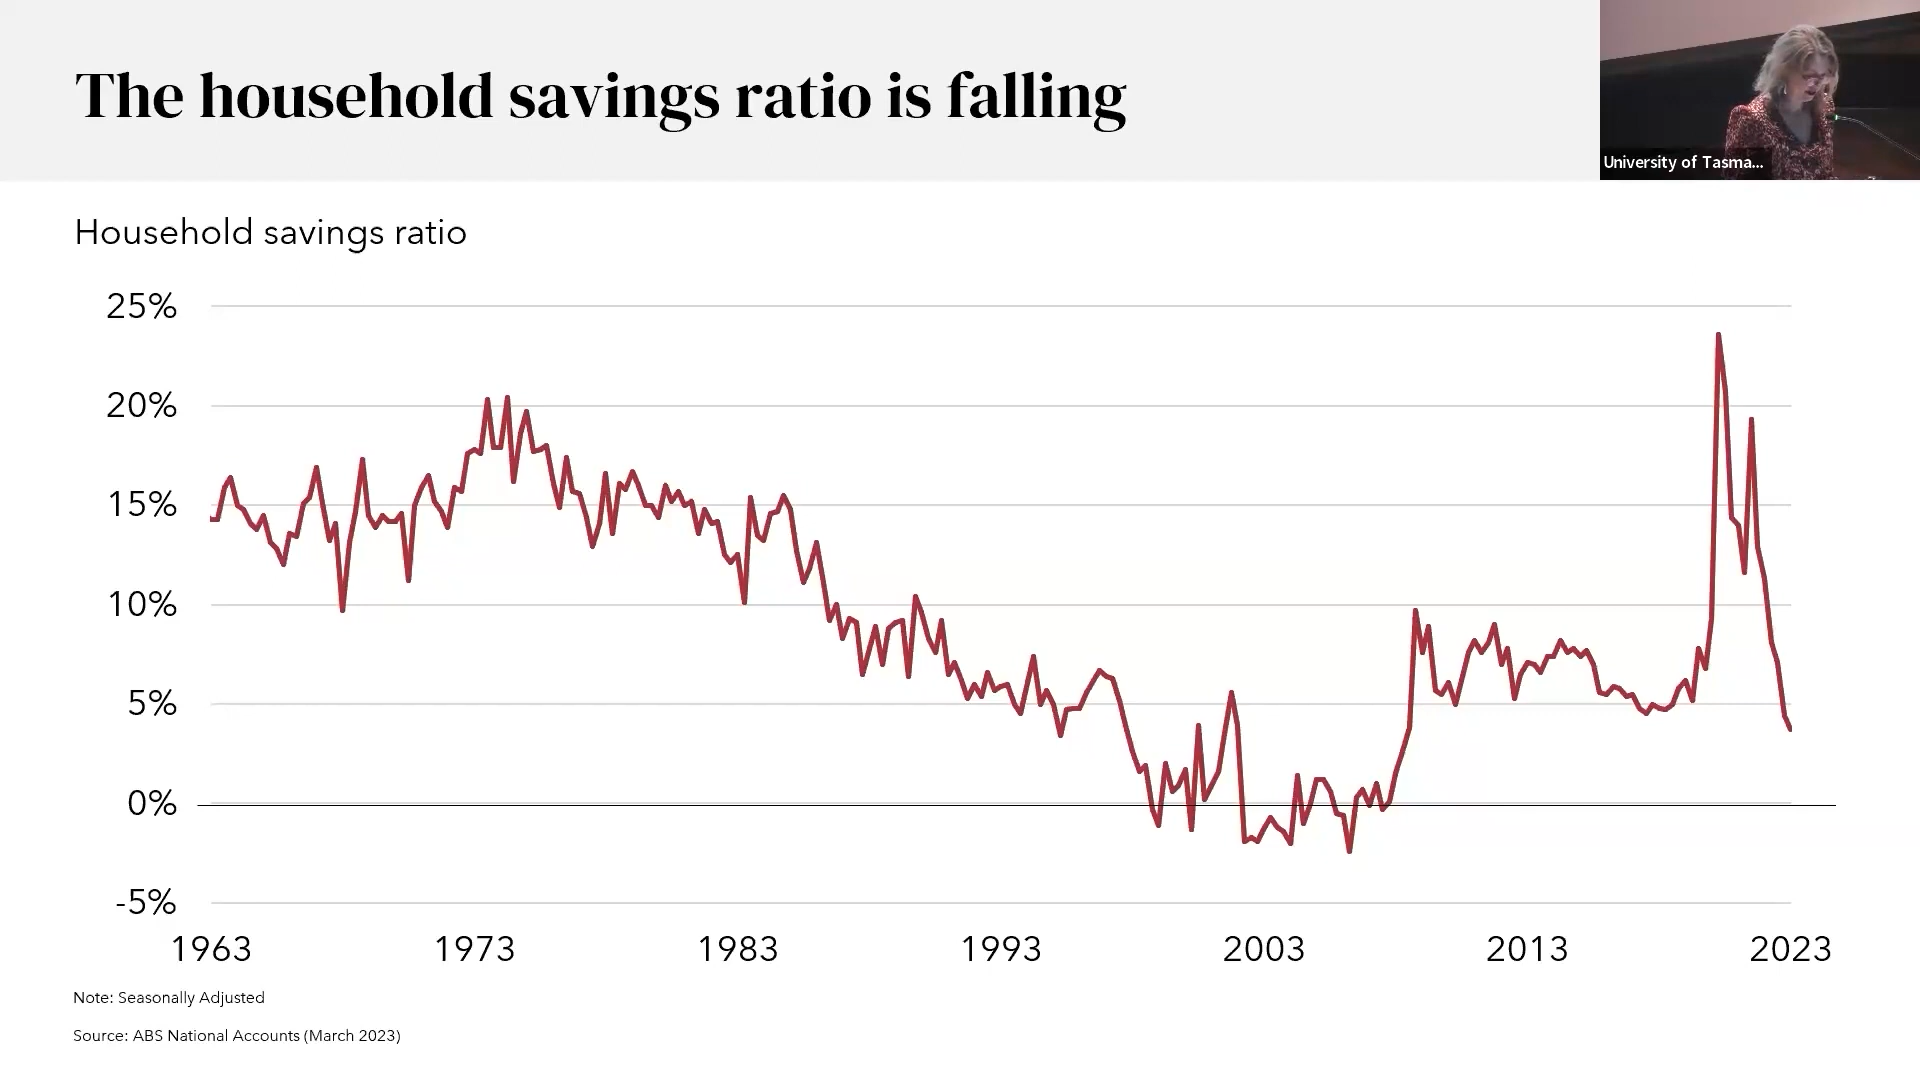 The household savings ratio is falling
University of Tasma...
Household savings ratio
25%
20%
15%
10%
5%
0%
-5%
1963 1973 1983 1993 2003 2013 2023
Note: Seasonally Adjusted
Source: ABS National Accounts (March 2023)